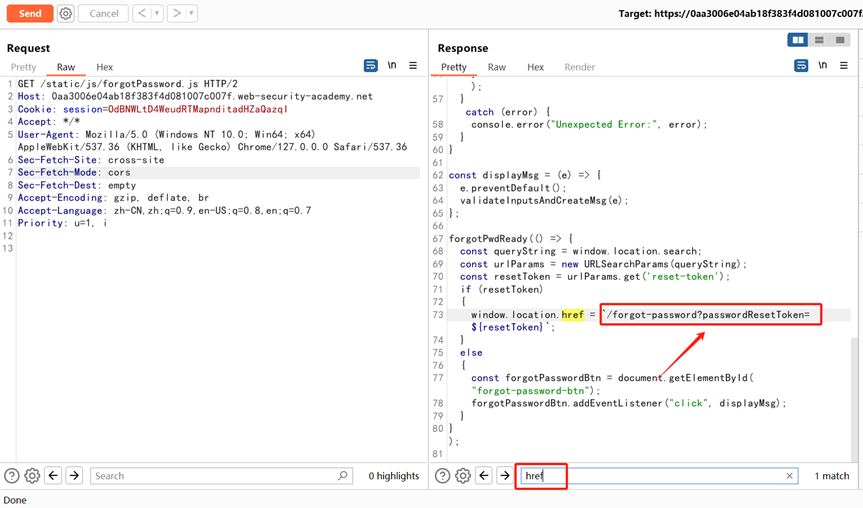 Send
Cancel
Target: https://0aa3006e04ab18f383f4d081007c007f.
Request
Pretty Raw Hex
\n
1 GET /static/js/forgotPassword.js HTTP/2
2 Host: 0aa3006e04ab18f383f4d081007c007f.web-security-academy.net
3 Cookie: session=OdBNWLtD4WeudRTMapnditadHZaQazqI
4 Accept: */*
5 User-Agent: Mozilla/5.0 (Windows NT 10.0; Win64; x64)
AppleWebKit/537.36 (KHTML, like Gecko) Chrome/127.0.0.0 Safari/537.36
6 Sec-Fetch-Site: cross-site
7 Sec-Fetch-Mode: cors
8 Sec-Fetch-Dest: empty
9 Accept-Encoding: gzip, deflate, br
10 Accept-Language: zh-CN,zh;q=0.9,en-US;q=0.8,en;q=0.7
11 Priority: u=1, i
12
13
Search
0 highlights
Response
Pretty Raw Hex Render
\n
);
57 }
catch (error) {
58 console.error("Unexpected Error:", error);
59 }
60 }
61
62 const displayMsg = (e) => {
63 e.preventDefault();
64 validateInputsAndCreateMsg(e);
65 };
66
67 forgotPwdReady(() => {
68 const queryString = window.location.search;
69 const urlParams = new URLSearchParams(queryString);
70 const resetToken = urlParams.get('reset-token');
71 if (resetToken)
72 {
73 window.location.href = `/forgot-password?passwordResetToken=
${resetToken}`;
74 }
75 else
76 {
77 const forgotPasswordBtn = document.getElementById(
"forgot-password-btn");
78 forgotPasswordBtn.addEventListener("click", displayMsg);
79 }
80 }
);
81
href
1 match
Done